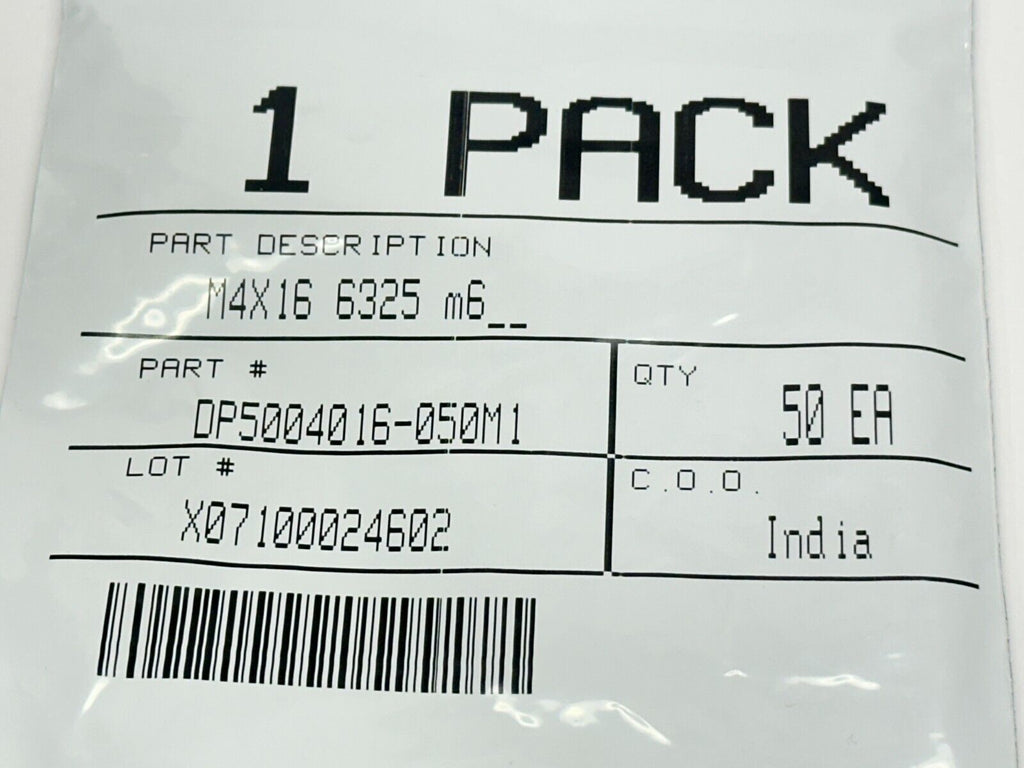 1 PACK
PART DESCRIPTION
M4X16 6325 m6__
PART #
QTY
DP5004016-050M1
50 EA
LOT #
C.O.O.
X07100024602
India